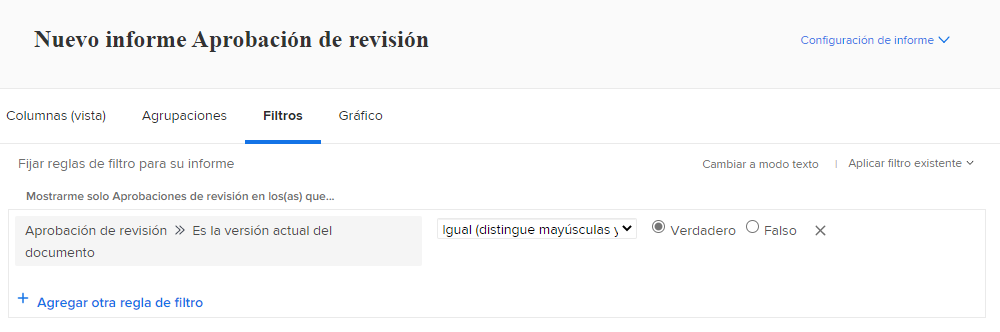 Nuevo informe Aprobación de revisión
Configuración de informe
Columnas (vista) Agrupaciones Filtros Gráfico
Fijar reglas de filtro para su informe
Cambiar a modo texto | Aplicar filtro existente
Mostrarme solo Aprobaciones de revisión en los(as) que...
Aprobación de revisión » Es la versión actual del
documento
Igual (distingue mayúsculas y
Verdadero Falso
+ Agregar otra regla de filtro